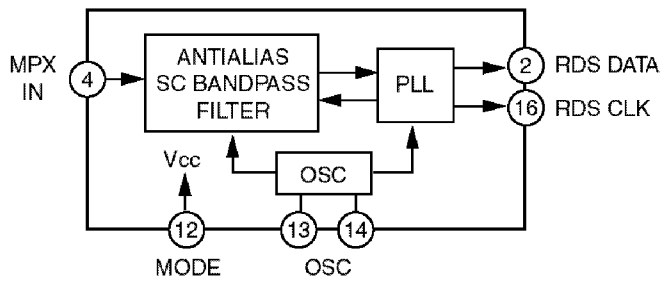 MPX
IN
4
ANTIALIAS
SC BANDPASS
FILTER
PLL
2
RDS DATA
16
RDS CLK
OSC
Vcc
12
13
14
MODE
OSC